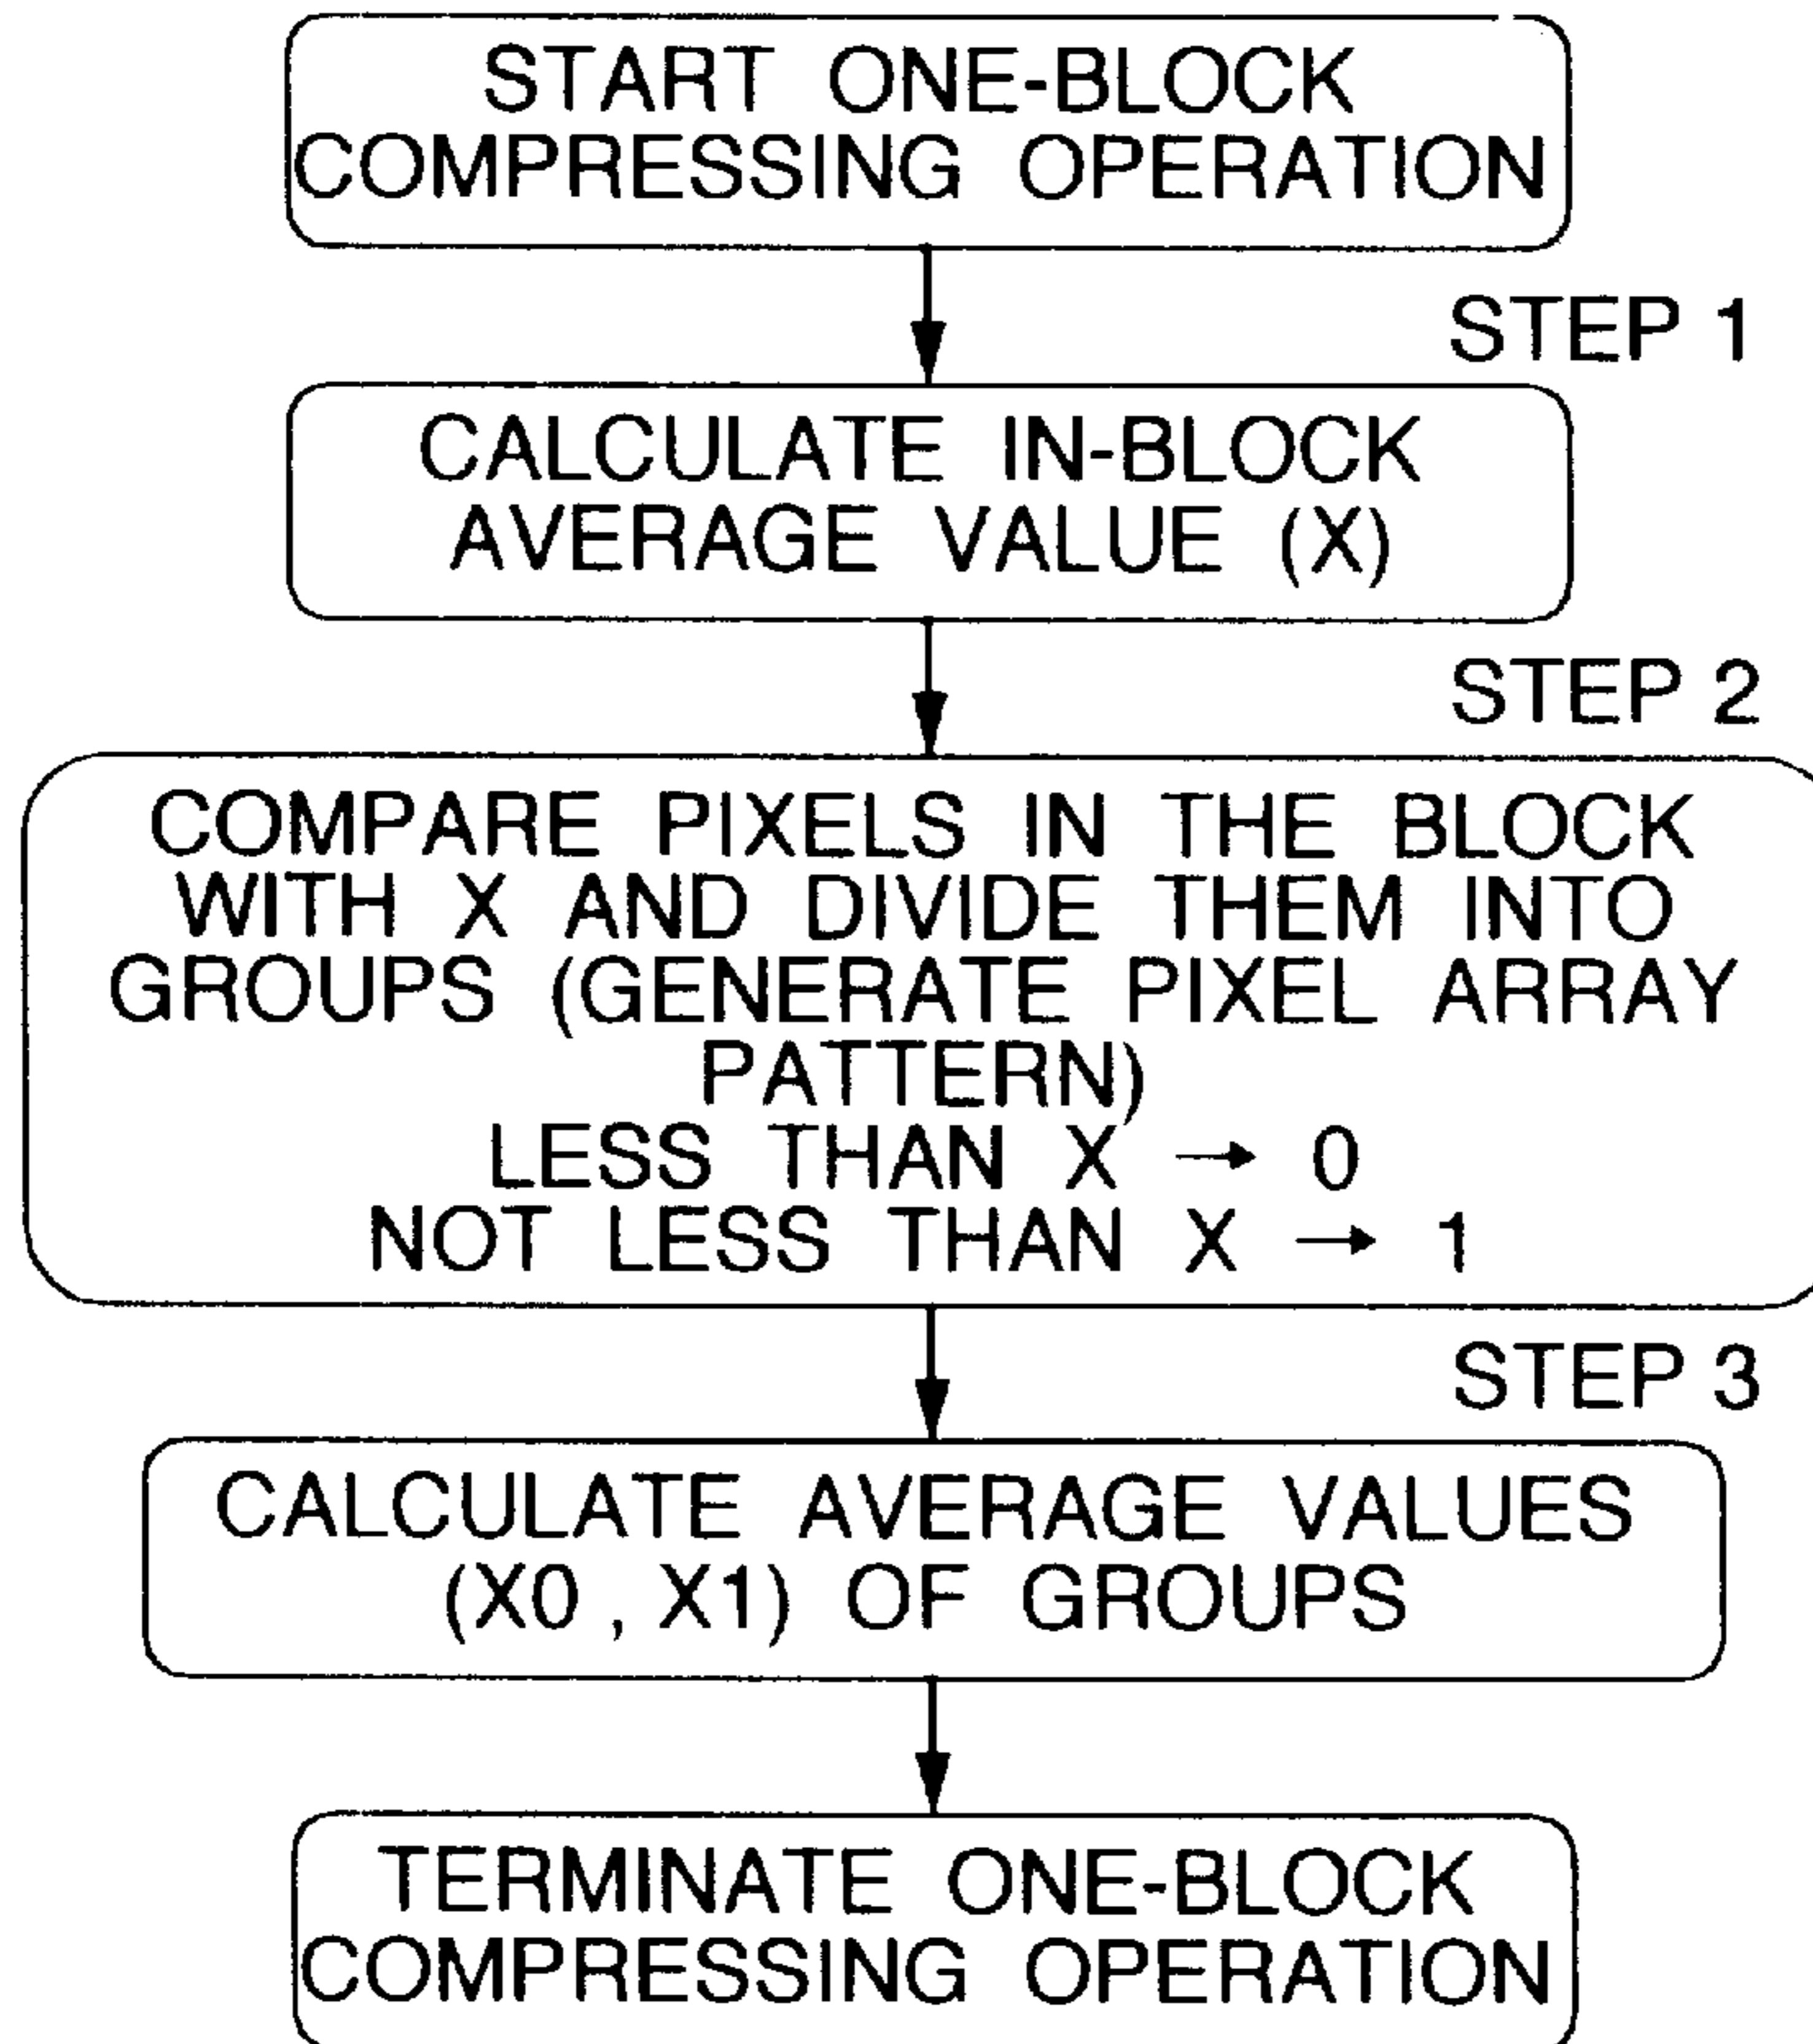 START ONE-BLOCK
COMPRESSING OPERATION
STEP 1
CALCULATE IN-BLOCK
AVERAGE VALUE (X)
STEP 2
COMPARE PIXELS IN THE BLOCK
WITH X AND DIVIDE THEM INTO
GROUPS (GENERATE PIXEL ARRAY
PATTERN)
LESS THAN X → 0
NOT LESS THAN X → 1
STEP 3
CALCULATE AVERAGE VALUES
(X0 , X1) OF GROUPS
TERMINATE ONE-BLOCK
COMPRESSING OPERATION